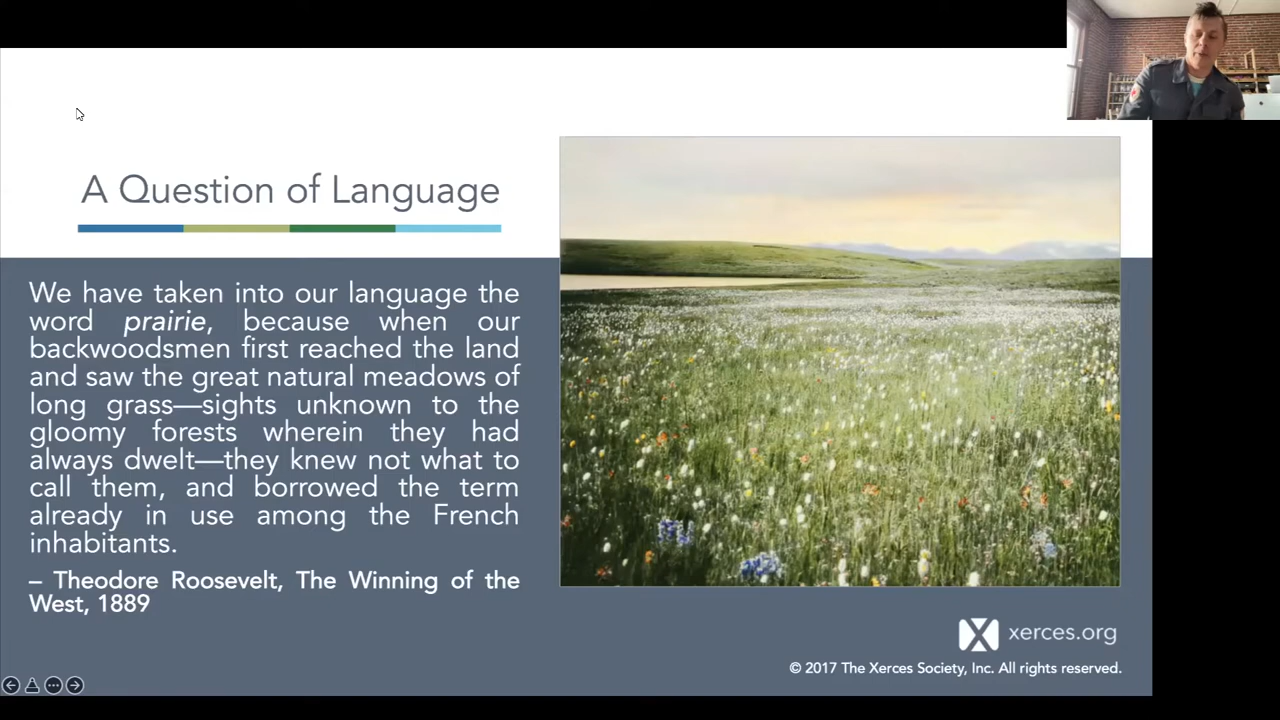 A Question of Language
We have taken into our language the
word prairie, because when our
backwoodsmen first reached the land
and saw the great natural meadows of
long grass—sights unknown to the
gloomy forests wherein they had
always dwelt—they knew not what to
call them, and borrowed the term
already in use among the French
inhabitants.
– Theodore Roosevelt, The Winning of the
West, 1889
xerces.org
© 2017 The Xerces Society, Inc. All rights reserved.